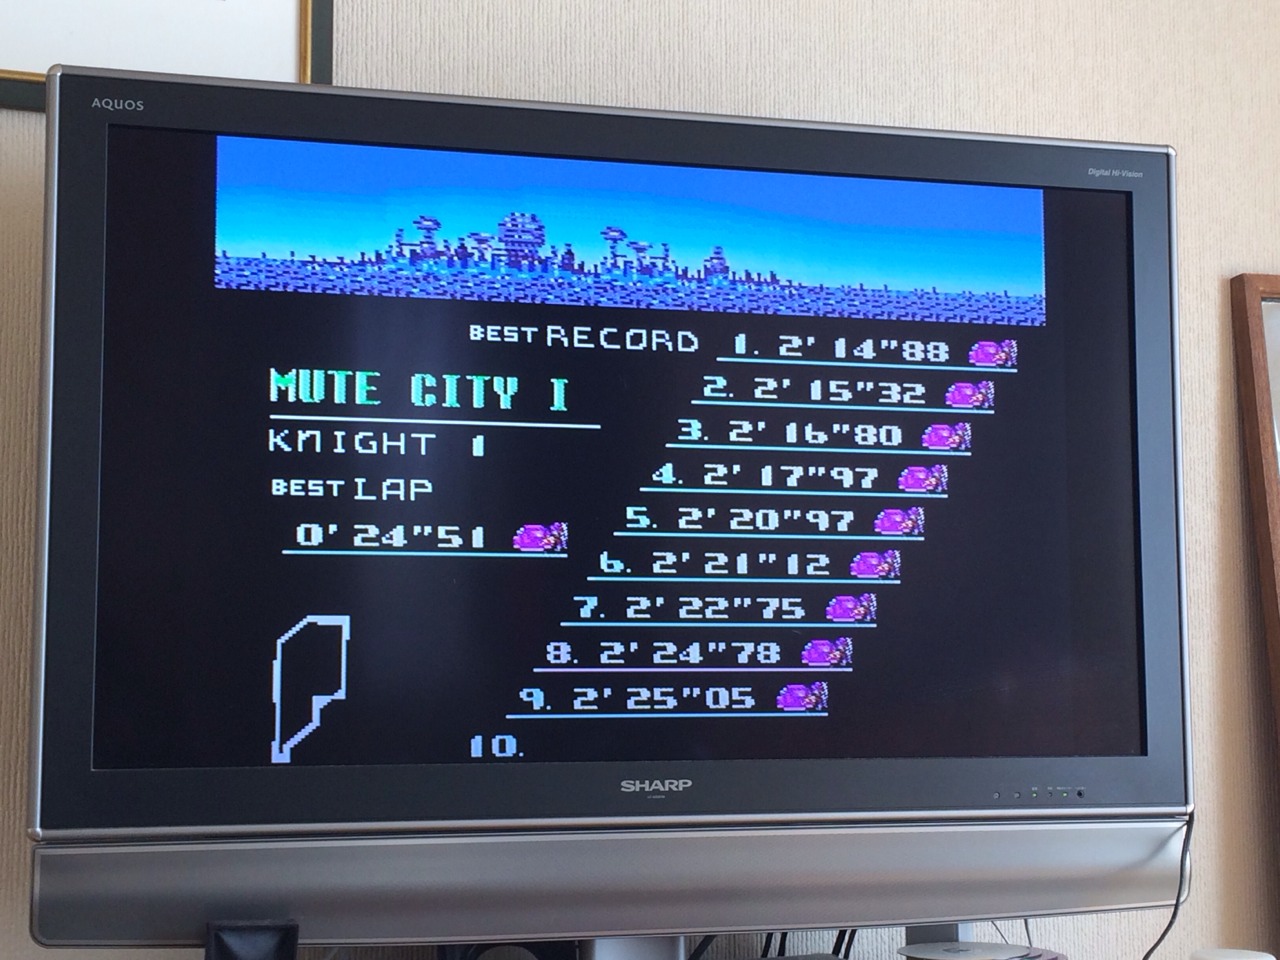 AQUOS
Digital Hi-Vision
BEST RECORD
1. 2'14"88
MUTE CITY I
2. 2'15"32
KNIGHT 1
3. 2'16"80
4. 2'17"97
BEST LAP
5. 2'20"97
0'24"51
6. 2'21"12
7. 2'22"75
8. 2'24"78
9. 2'25"05
10.
SHARP